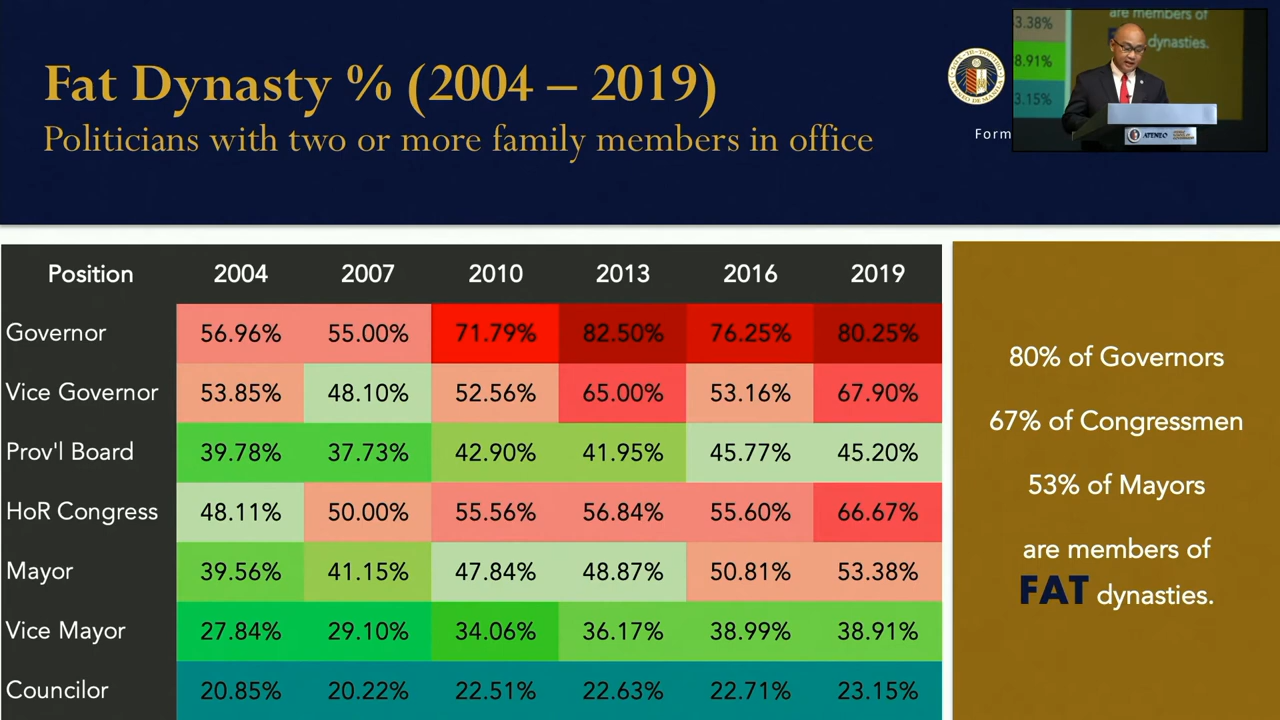 Fat Dynasty % (2004 – 2019)
Politicians with two or more family members in office
Form
3.38%
8.91%
3.15%
are members of
dynasties.
ATENEO
Position 2004 2007 2010 2013 2016 2019
Governor 56.96% 55.00% 71.79% 82.50% 76.25% 80.25%
Vice Governor 53.85% 48.10% 52.56% 65.00% 53.16% 67.90%
Prov'l Board 39.78% 37.73% 42.90% 41.95% 45.77% 45.20%
HoR Congress 48.11% 50.00% 55.56% 56.84% 55.60% 66.67%
Mayor 39.56% 41.15% 47.84% 48.87% 50.81% 53.38%
Vice Mayor 27.84% 29.10% 34.06% 36.17% 38.99% 38.91%
Councilor 20.85% 20.22% 22.51% 22.63% 22.71% 23.15%
80% of Governors
67% of Congressmen
53% of Mayors
are members of
FAT dynasties.